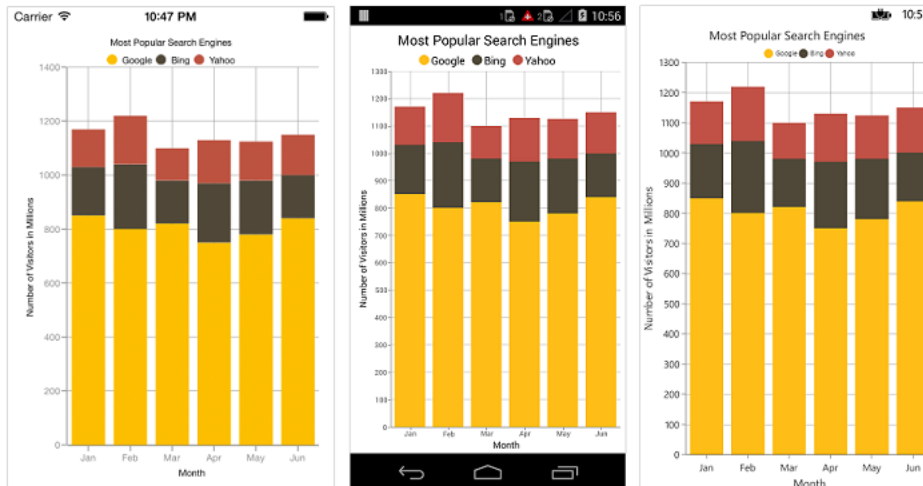 Carrier 10:47 PM
Most Popular Search Engines
Google Bing Yahoo
1400
1200
1000
800
600
400
200
0
Number of Visitors in Millions
Jan Feb Mar Apr May Jun
Month
1 2 10:56
Most Popular Search Engines
Google Bing Yahoo
1300
1200
1100
1000
900
800
700
600
500
400
300
200
100
0
Number of Visitors in Millions
Jan Feb Mar Apr May Jun
Month
10:5
Most Popular Search Engines
Google Bing Yahoo
1300
1200
1100
1000
900
800
700
600
500
400
300
200
100
0
Number of Visitors in Millions
Jan Feb Mar Apr May Jun
Month